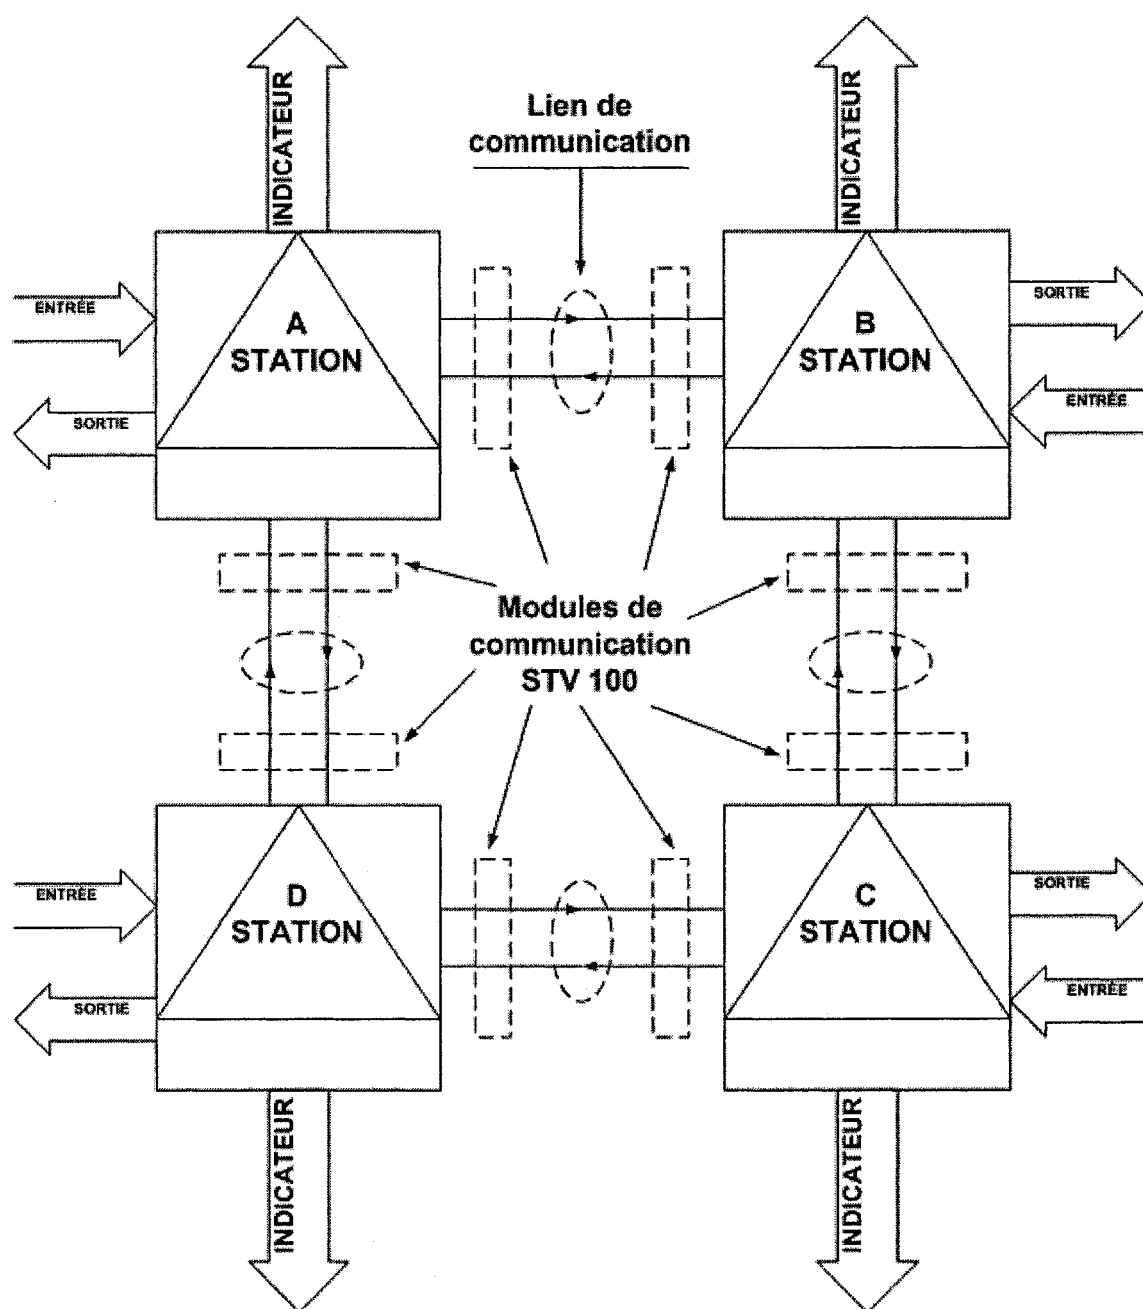 INDICATEUR
INDICATEUR
Lien de
communication
ENTRÉE
A
STATION
SORTIE
B
STATION
SORTIE
ENTRÉE
Modules de
communication
STV 100
ENTRÉE
D
STATION
SORTIE
C
STATION
SORTIE
ENTRÉE
INDICATEUR
INDICATEUR